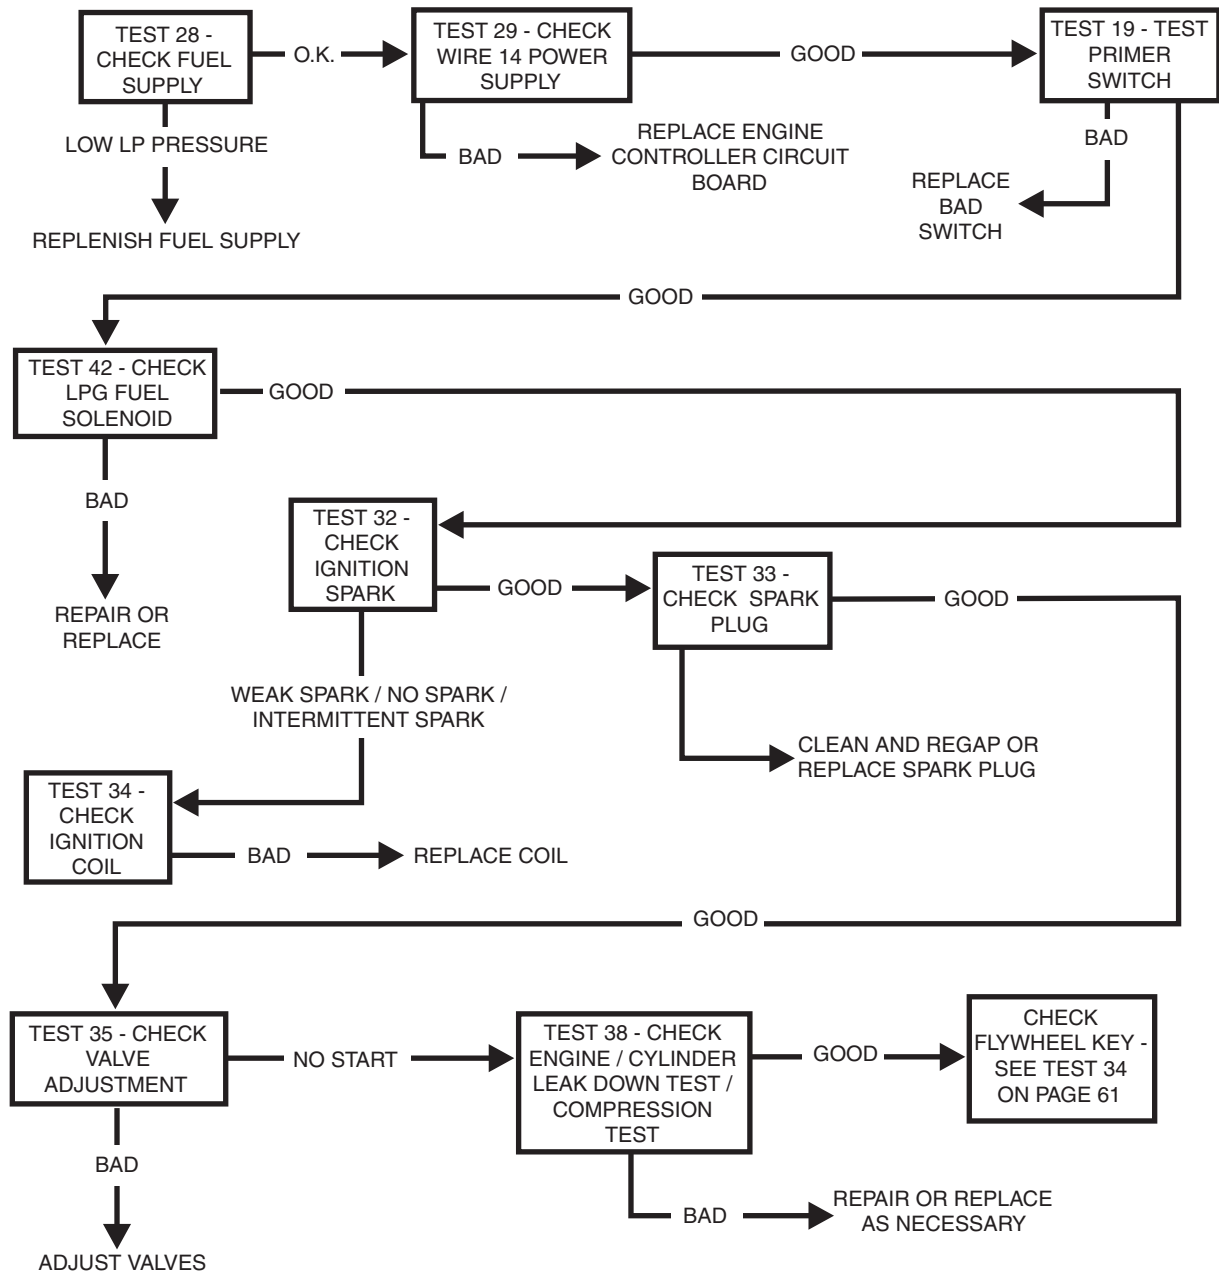 TEST 28 -
CHECK FUEL
SUPPLY
O.K.
TEST 29 - CHECK
WIRE 14 POWER
SUPPLY
GOOD
TEST 19 - TEST
PRIMER
SWITCH
LOW LP PRESSURE
REPLENISH FUEL SUPPLY
BAD
REPLACE ENGINE
CONTROLLER CIRCUIT
BOARD
BAD
REPLACE
BAD
SWITCH
GOOD
TEST 42 - CHECK
LPG FUEL
SOLENOID
GOOD
BAD
REPAIR OR
REPLACE
TEST 32 -
CHECK
IGNITION
SPARK
GOOD
TEST 33 -
CHECK SPARK
PLUG
GOOD
WEAK SPARK / NO SPARK /
INTERMITTENT SPARK
CLEAN AND REGAP OR
REPLACE SPARK PLUG
TEST 34 -
CHECK
IGNITION
COIL
BAD
REPLACE COIL
GOOD
TEST 35 - CHECK
VALVE
ADJUSTMENT
NO START
TEST 38 - CHECK
ENGINE / CYLINDER
LEAK DOWN TEST /
COMPRESSION
TEST
GOOD
CHECK
FLYWHEEL KEY -
SEE TEST 34
ON PAGE 61
BAD
ADJUST VALVES
BAD
REPAIR OR REPLACE
AS NECESSARY